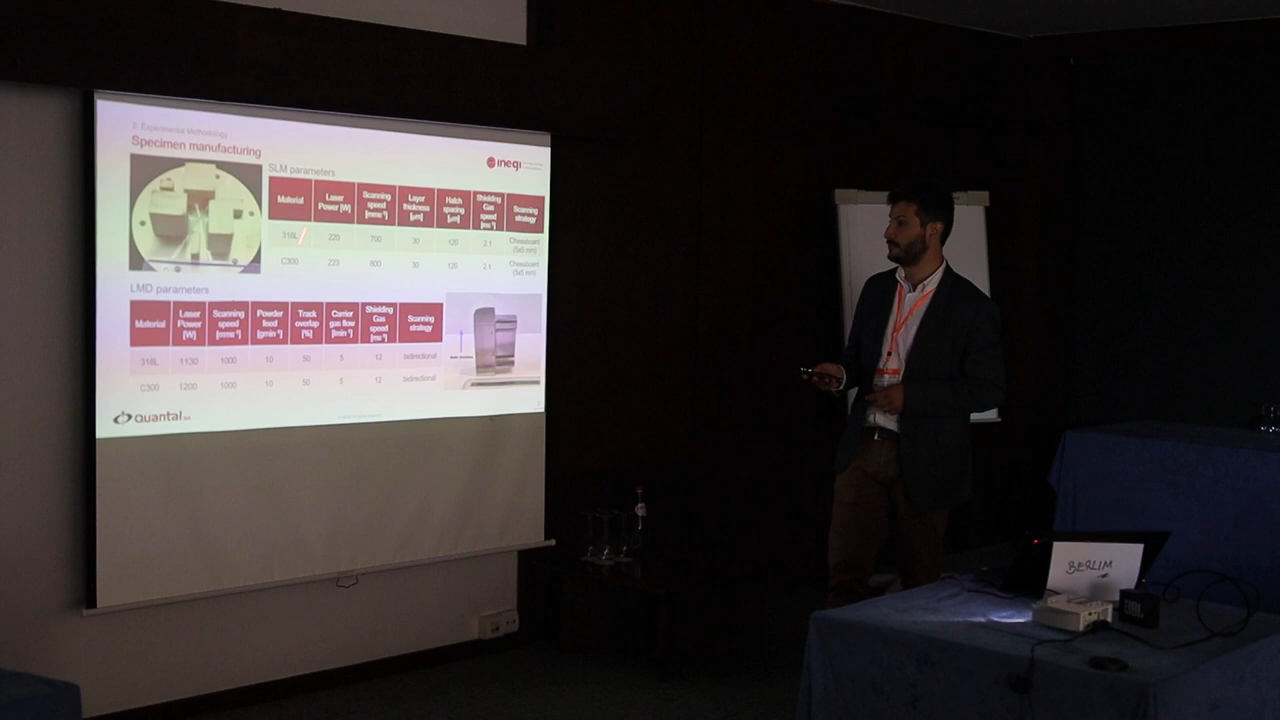 2. Experimental Methodology
Specimen manufacturing
inegi
SLM parameters
Material Laser Power [W] Scanning speed [mms⁻¹] Layer thickness [µm] Hatch spacing [µm] Shielding Gas speed [ms⁻¹] Scanning strategy
316L 220 700 30 120 2.1 Chessboard (5x5 mm)
C300 223 800 30 120 2.1 Chessboard (5x5 mm)
LMD parameters
Material Laser Power [W] Scanning speed [mms⁻¹] Powder feed [gmin⁻¹] Track overlap [%] Carrier gas flow [lmin⁻¹] Shielding Gas speed [ms⁻¹] Scanning strategy
316L 1130 1000 10 50 5 12 bidirectional
C300 1200 1000 10 50 5 12 bidirectional
Quantal
BERLIM
JBL